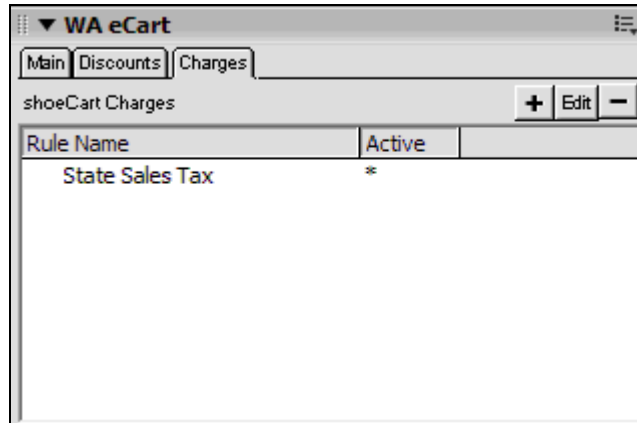 WA eCart
Main Discounts Charges
shoeCart Charges + Edit −
Rule Name Active
State Sales Tax *